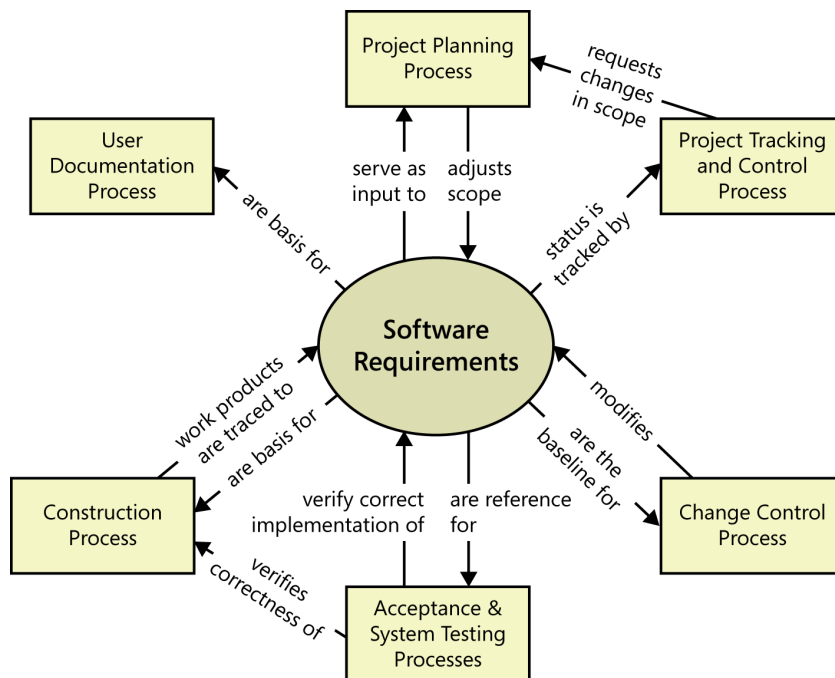 Project Planning
Process
requests
changes
in scope
User
Documentation
Process
Project Tracking
and Control
Process
serve as
input to
adjusts
scope
are basis for
status is
tracked by
Software
Requirements
work products
are traced to
are basis for
modifies
are the
baseline for
Construction
Process
verify correct
implementation of
are reference
for
Change Control
Process
verifies
correctness of
Acceptance &
System Testing
Processes